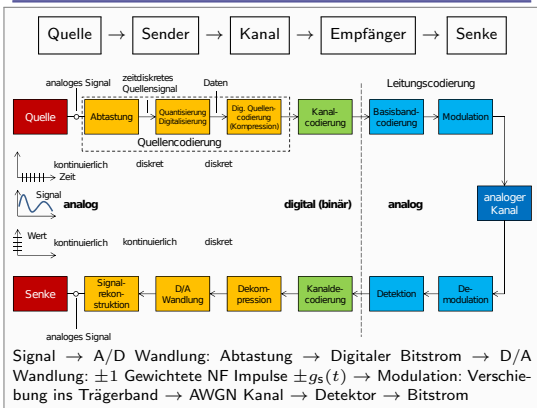 Quelle → Sender → Kanal → Empfänger → Senke
analoges Signal
zeitdiskretes
Quellensignal
Daten
Leitungscodierung
Quelle
Abtastung
Quantisierung
Digitalisierung
Dig. Quellen-
codierung
(Kompression)
Kanal-
codierung
Basisband-
codierung
Modulation
Quellencodierung
kontinuierlich diskret diskret
Zeit
Signal
analog digital (binär) analog
analoger
Kanal
Wert
kontinuierlich kontinuierlich diskret
Senke
Signal-
rekon-
struktion
D/A
Wandlung
Dekom-
pression
Kanalde-
codierung
Detektion
De-
modulation
analoges Signal
Signal → A/D Wandlung: Abtastung → Digitaler Bitstrom → D/A
Wandlung: ±1 Gewichtete NF Impulse ±gₛ(t) → Modulation: Verschie-
bung ins Trägerband → AWGN Kanal → Detektor → Bitstrom